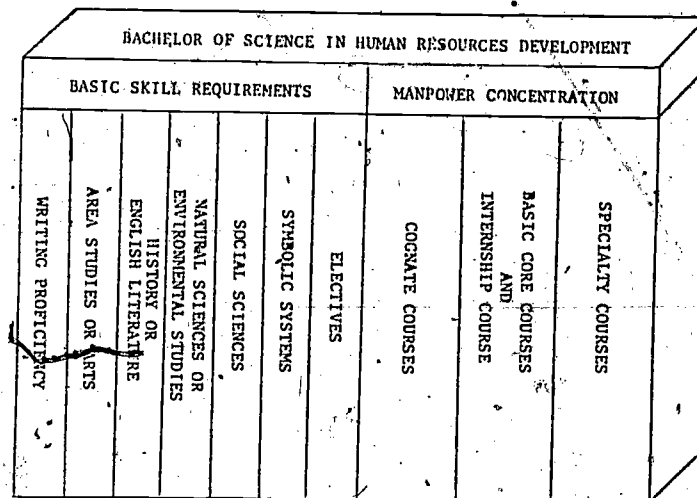 BACHELOR OF SCIENCE IN HUMAN RESOURCES DEVELOPMENT
BASIC SKILL REQUIREMENTS
MANPOWER CONCENTRATION
WRITING PROFICIENCY
AREA STUDIES OR ARTS
HISTORY OR
ENGLISH LITERATURE
NATURAL SCIENCES OR
ENVIRONMENTAL STUDIES
SOCIAL SCIENCES
SYMBOLIC SYSTEMS
ELECTIVES
COGNATE COURSES
BASIC CORE COURSES
AND
INTERNSHIP COURSE
SPECIALTY COURSES